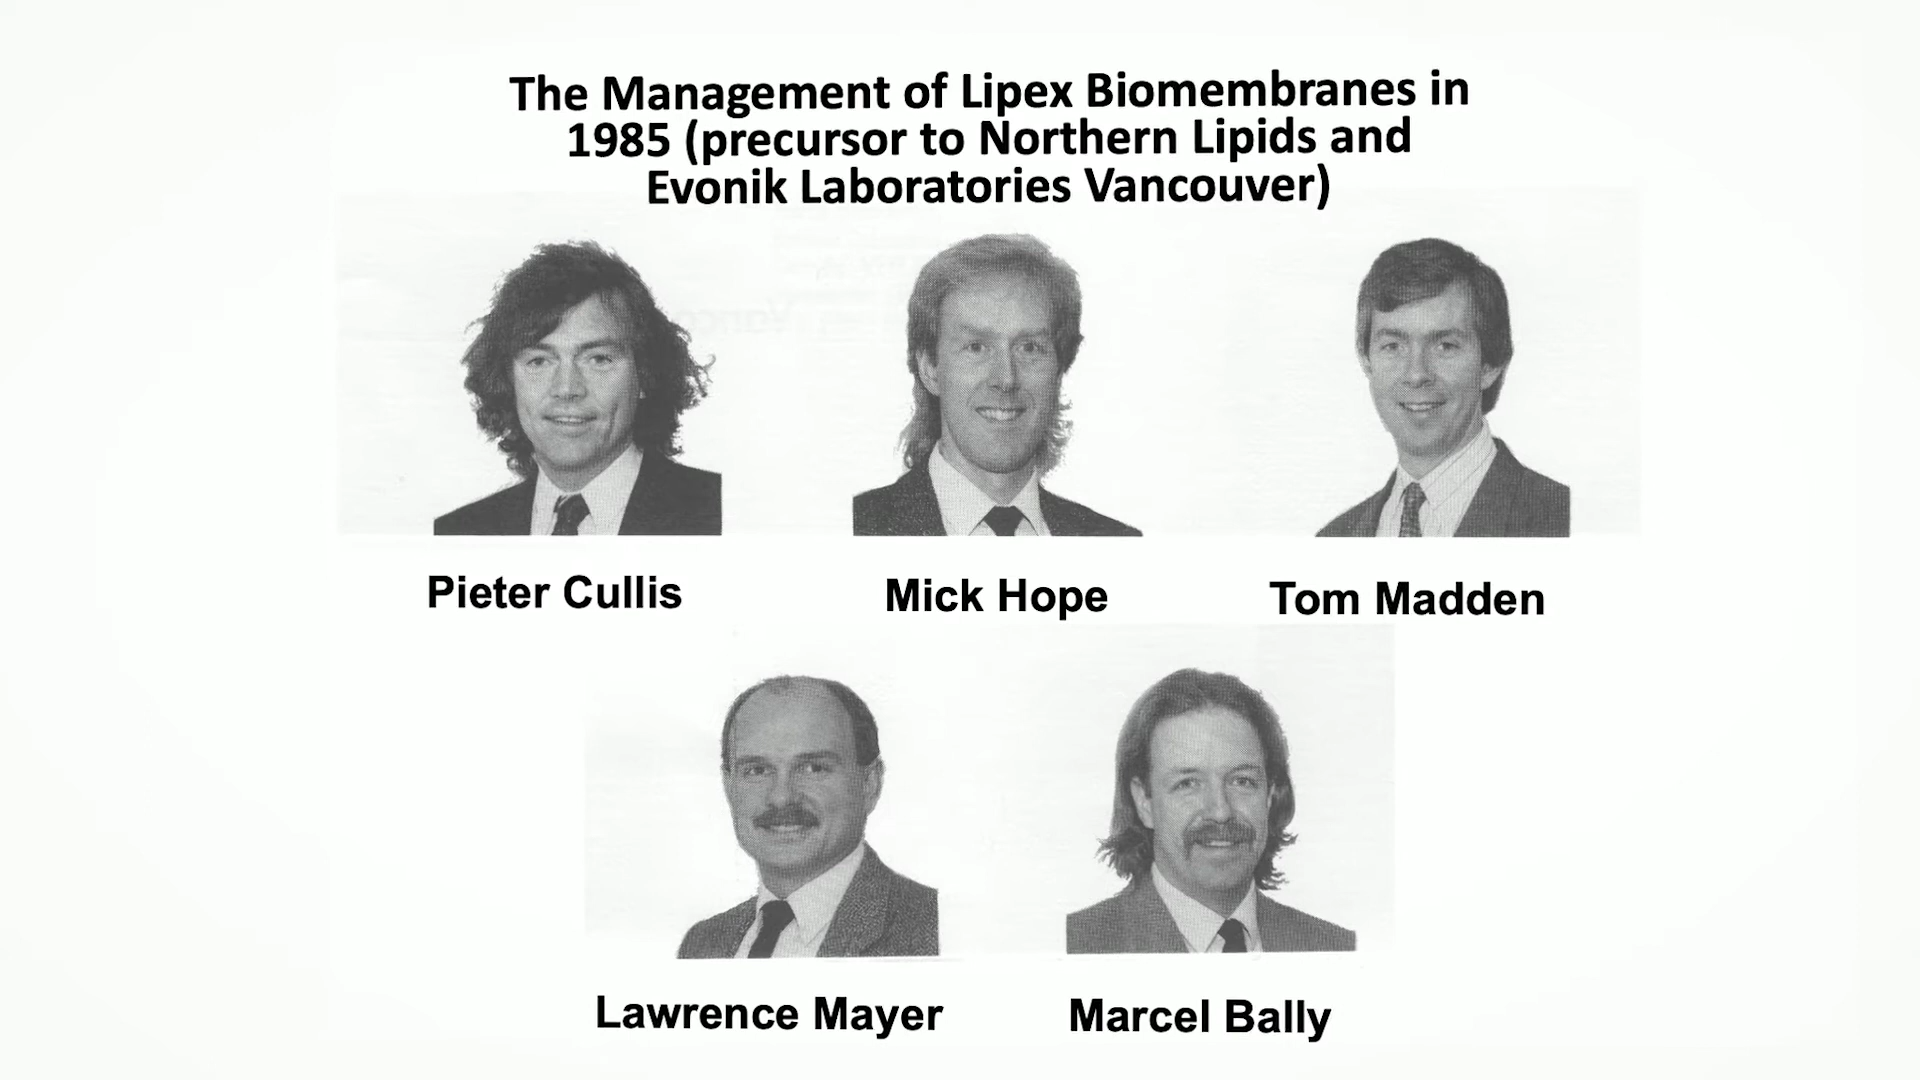 The Management of Lipex Biomembranes in
1985 (precursor to Northern Lipids and
Evonik Laboratories Vancouver)
Pieter Cullis
Mick Hope
Tom Madden
Lawrence Mayer
Marcel Bally